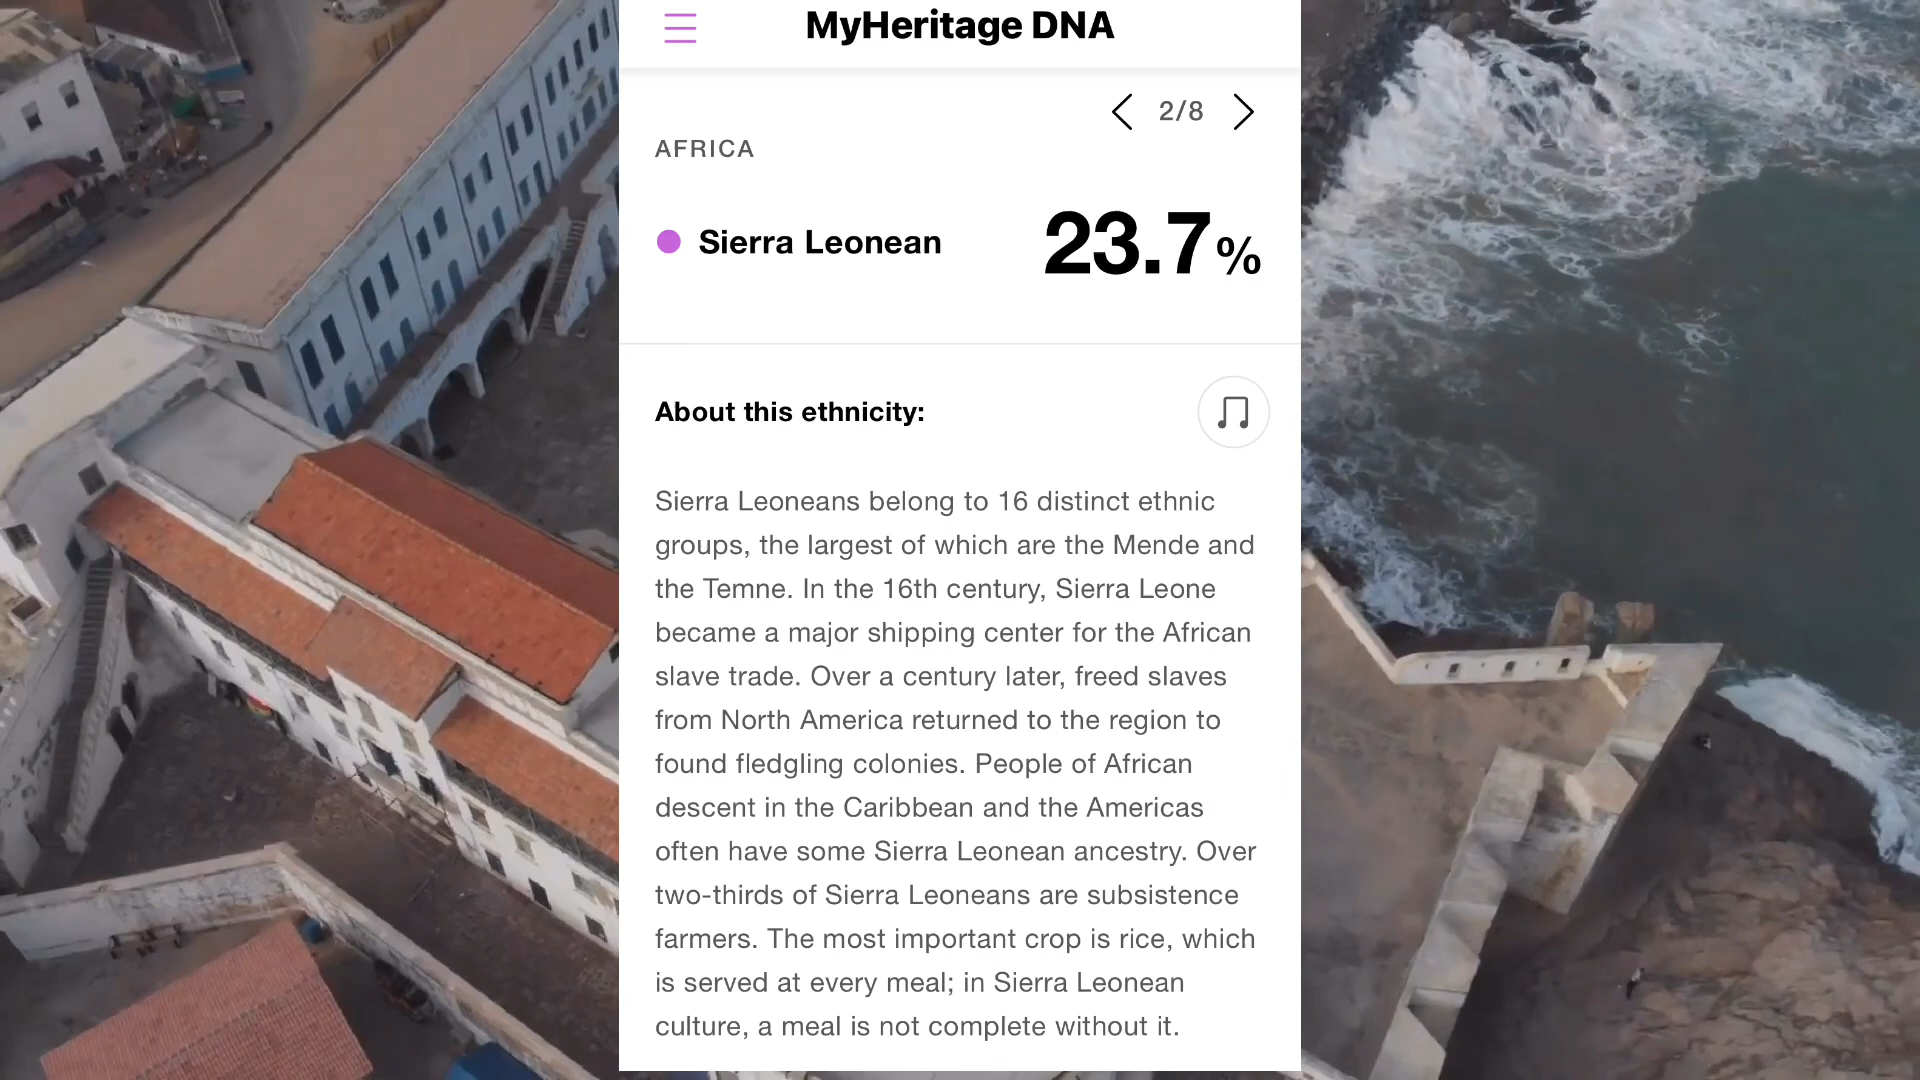 MyHeritage DNA
2/8
AFRICA
Sierra Leonean
23.7%
About this ethnicity:
Sierra Leoneans belong to 16 distinct ethnic
groups, the largest of which are the Mende and
the Temne. In the 16th century, Sierra Leone
became a major shipping center for the African
slave trade. Over a century later, freed slaves
from North America returned to the region to
found fledgling colonies. People of African
descent in the Caribbean and the Americas
often have some Sierra Leonean ancestry. Over
two-thirds of Sierra Leoneans are subsistence
farmers. The most important crop is rice, which
is served at every meal; in Sierra Leonean
culture, a meal is not complete without it.